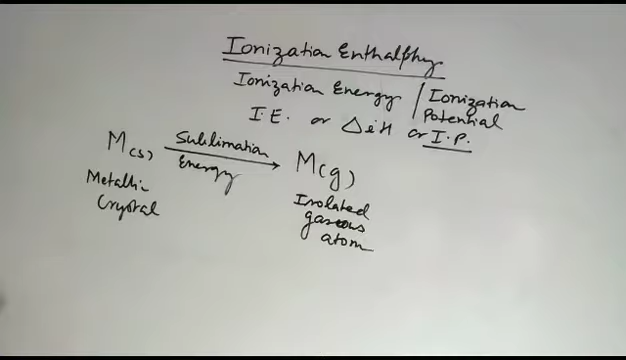 Ionization Enthalphy
Ionization Energy / Ionization Potential
I.E. or ΔiH or I.P.
M(s) Sublimation Energy → M(g)
Metallic Crystal
Isolated gaseous atom